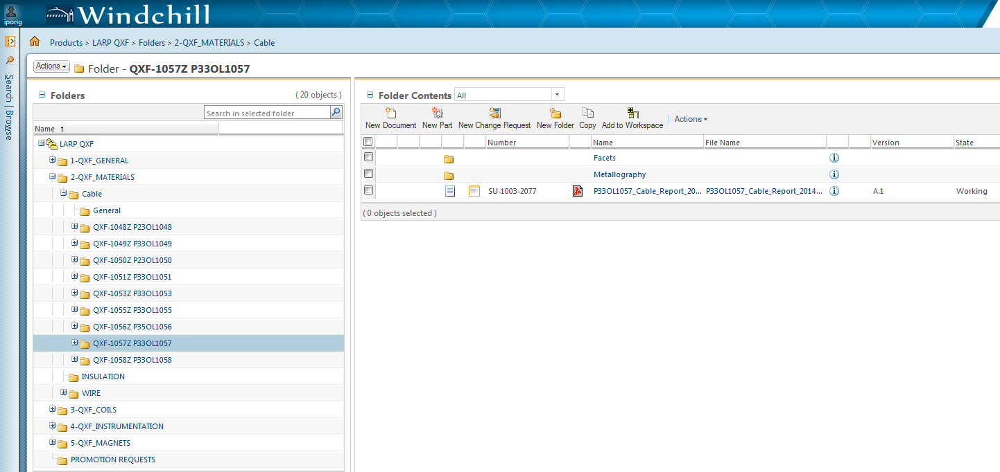 ipong
Windchill
Products > LARP QXF > Folders > 2-QXF_MATERIALS > Cable
Search | Browse
Actions Folder - QXF-1057Z P33OL1057
Folders ( 20 objects )
Search in selected folder
Name ↑
LARP QXF
1-QXF_GENERAL
2-QXF_MATERIALS
Cable
General
QXF-1048Z P23OL1048
QXF-1049Z P33OL1049
QXF-1050Z P23OL1050
QXF-1051Z P33OL1051
QXF-1053Z P33OL1053
QXF-1055Z P33OL1055
QXF-1056Z P35OL1056
QXF-1057Z P33OL1057
QXF-1058Z P33OL1058
INSULATION
WIRE
3-QXF_COILS
4-QXF_INSTRUMENTATION
5-QXF_MAGNETS
PROMOTION REQUESTS
Folder Contents All
New Document New Part New Change Request New Folder Copy Add to Workspace Actions
Number Name File Name Version State
Facets
Metallography
SU-1003-2077 P33OL1057_Cable_Report_20... P33OL1057_Cable_Report_2014... A.1 Working
( 0 objects selected )